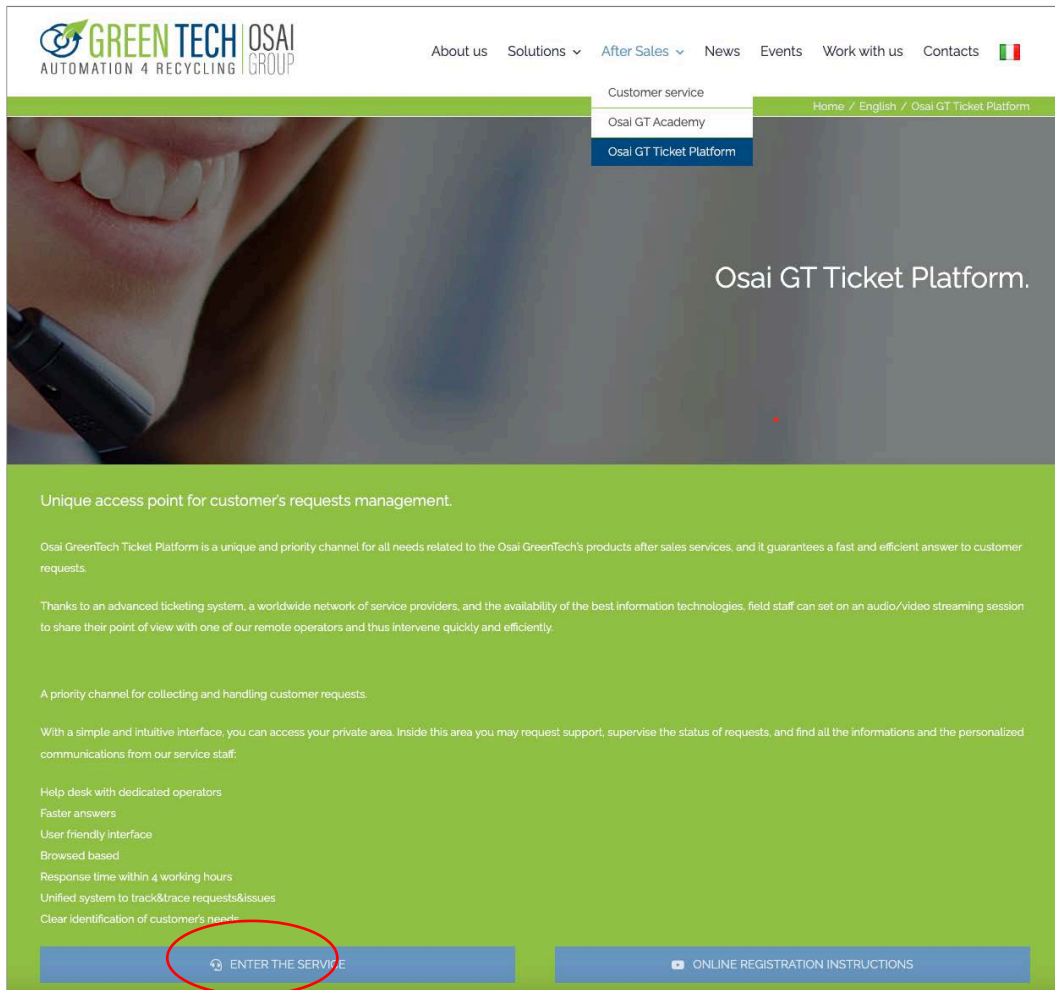 GREEN TECH OSAI
AUTOMATION 4 RECYCLING GROUP
About us Solutions After Sales News Events Work with us Contacts
Customer service
Home / English / Osai GT Ticket Platform
Osai GT Academy
Osai GT Ticket Platform
Osai GT Ticket Platform.
Unique access point for customer's requests management.
Osai GreenTech Ticket Platform is a unique and priority channel for all needs related to the Osai GreenTech's products after sales services, and it guarantees a fast and efficient answer to customer
requests.
Thanks to an advanced ticketing system, a worldwide network of service providers, and the availability of the best information technologies, field staff can set on an audio/video streaming session
to share their point of view with one of our remote operators and thus intervene quickly and efficiently.
A priority channel for collecting and handling customer requests.
With a simple and intuitive interface, you can access your private area. Inside this area you may request support, supervise the status of requests, and find all the informations and the personalized
communications from our service staff:
Help desk with dedicated operators
Faster answers
User friendly interface
Browsed based
Response time within 4 working hours
Unified system to track&trace requests&issues
Clear identification of customer's needs
ENTER THE SERVICE ONLINE REGISTRATION INSTRUCTIONS